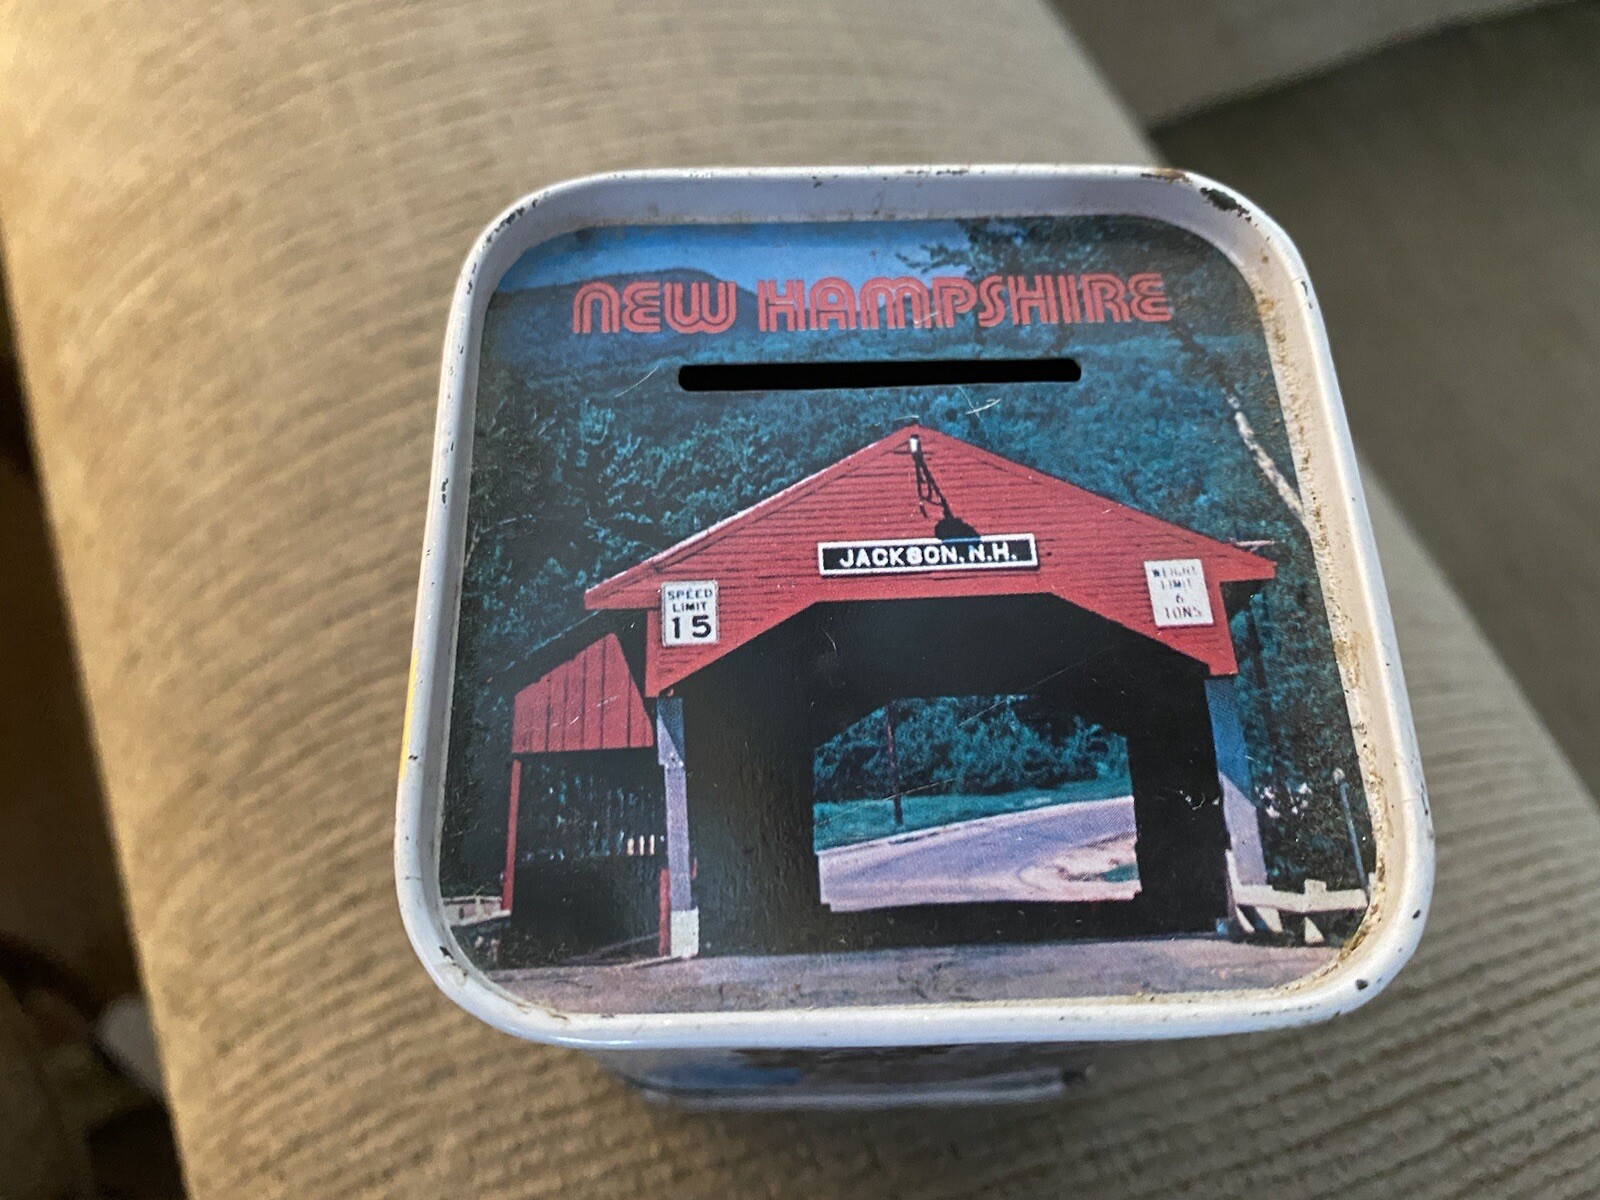 NEW HAMPSHIRE
JACKSON, N.H.
SPEED
LIMIT
15
WEIGHT
LIMIT
6
TONS